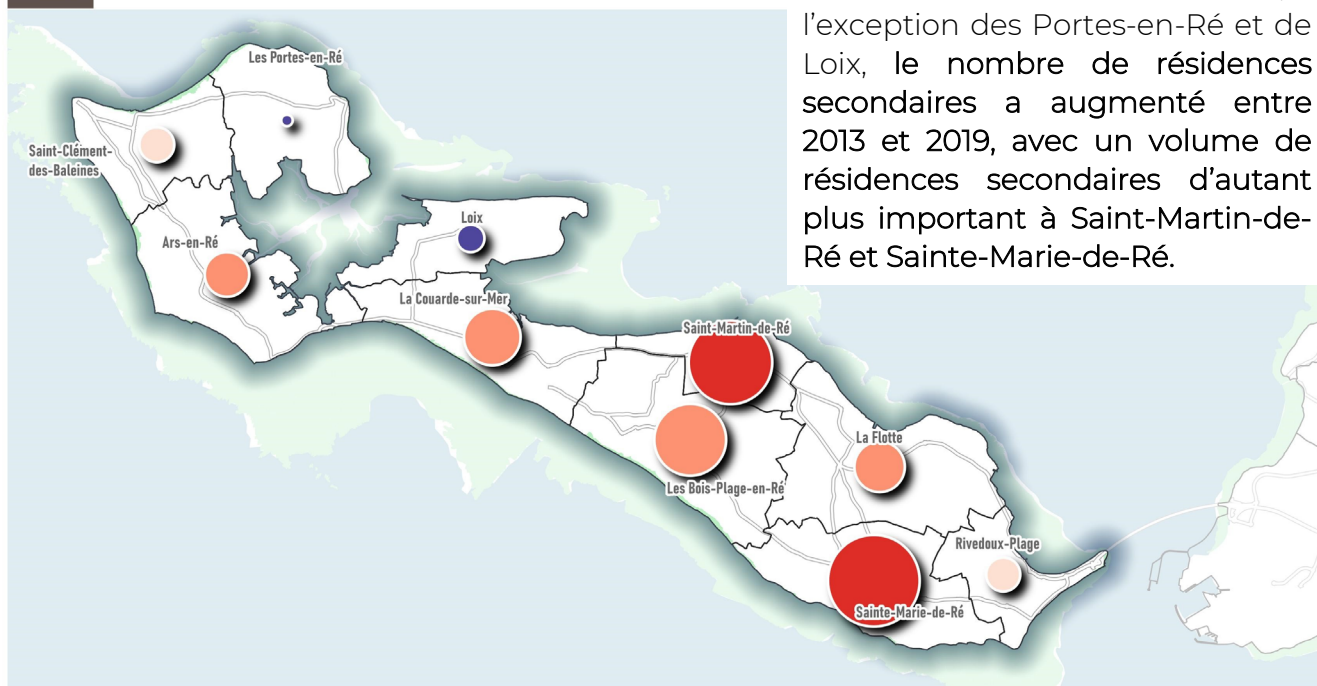 l'exception des Portes-en-Ré et de
Loix, le nombre de résidences
secondaires a augmenté entre
2013 et 2019, avec un volume de
résidences secondaires d'autant
plus important à Saint-Martin-de-
Ré et Sainte-Marie-de-Ré.
Les Portes-en-Ré
Saint-Clément-
des-Baleines
Loix
Ars-en-Ré
La Couarde-sur-Mer
Saint-Martin-de-Ré
La Flotte
Les Bois-Plage-en-Ré
Rivedoux-Plage
Sainte-Marie-de-Ré